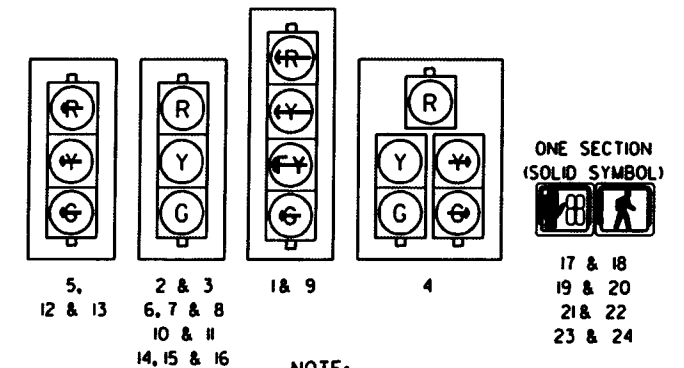 R
Y
G
R
Y
G
R
Y
FY
G
R
Y
G
Y
G
ONE SECTION
(SOLID SYMBOL)
5,
12 & 13
2 & 3
6, 7 & 8
10 & 11
14, 15 & 16
1 & 9
4
17 & 18
19 & 20
21 & 22
23 & 24
NOTE: